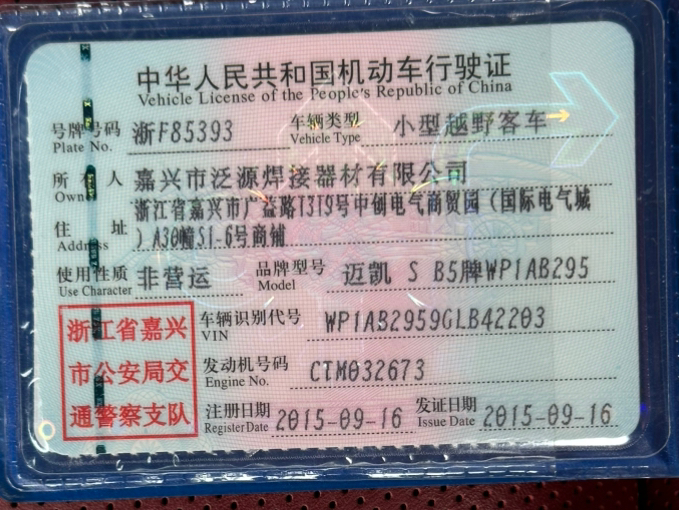 中华人民共和国机动车行驶证
Vehicle License of the People's Republic of China
号牌号码 浙F85393 车辆类型 小型越野客车
Plate No. Vehicle Type
所有人 嘉兴市泛源焊接器材有限公司
Owner
住址 浙江省嘉兴市广益路1319号中创电气商贸园（国际电气城
Address ）A30幢S1-6号商铺
使用性质 非营运 品牌型号 迈凯 S B5牌WP1AB295
Use Character Model
浙江省嘉兴 车辆识别代号 WP1AB2959GLB42203
VIN
市公安局交 发动机号码 CTM032673
Engine No.
通警察支队 注册日期 2015-09-16 发证日期 2015-09-16
Register Date Issue Date